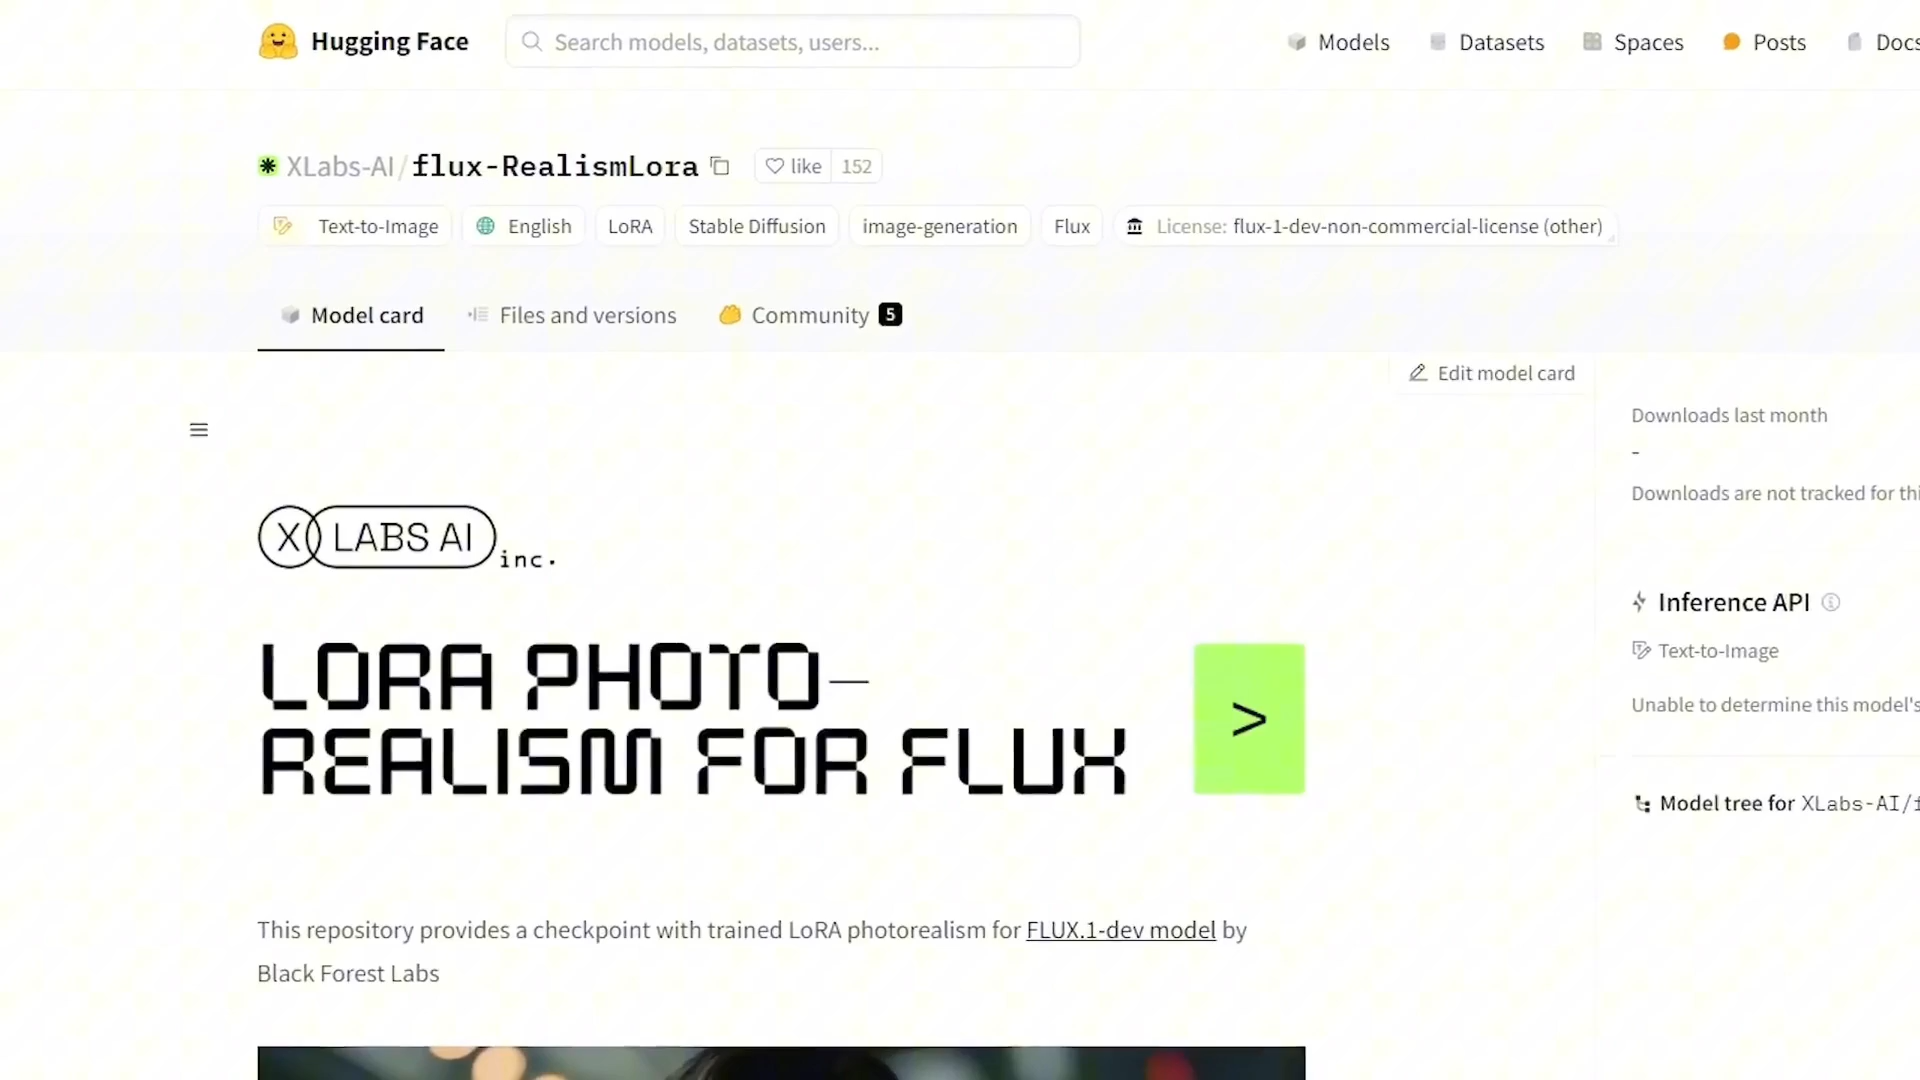 Hugging Face
Search models, datasets, users...
Models
Datasets
Spaces
Posts
Docs
XLabs-AI/flux-RealismLora
like 152
Text-to-Image
English
LoRA
Stable Diffusion
image-generation
Flux
License: flux-1-dev-non-commercial-license (other)
Model card
Files and versions
Community 5
Edit model card
X LABS AI inc.
LORA PHOTO—
REALISM FOR FLUX
>
This repository provides a checkpoint with trained LoRA photorealism for FLUX.1-dev model by
Black Forest Labs
Downloads last month
-
Downloads are not tracked for
Inference API
Text-to-Image
Unable to determine this model's
Model tree for XLabs-AI/